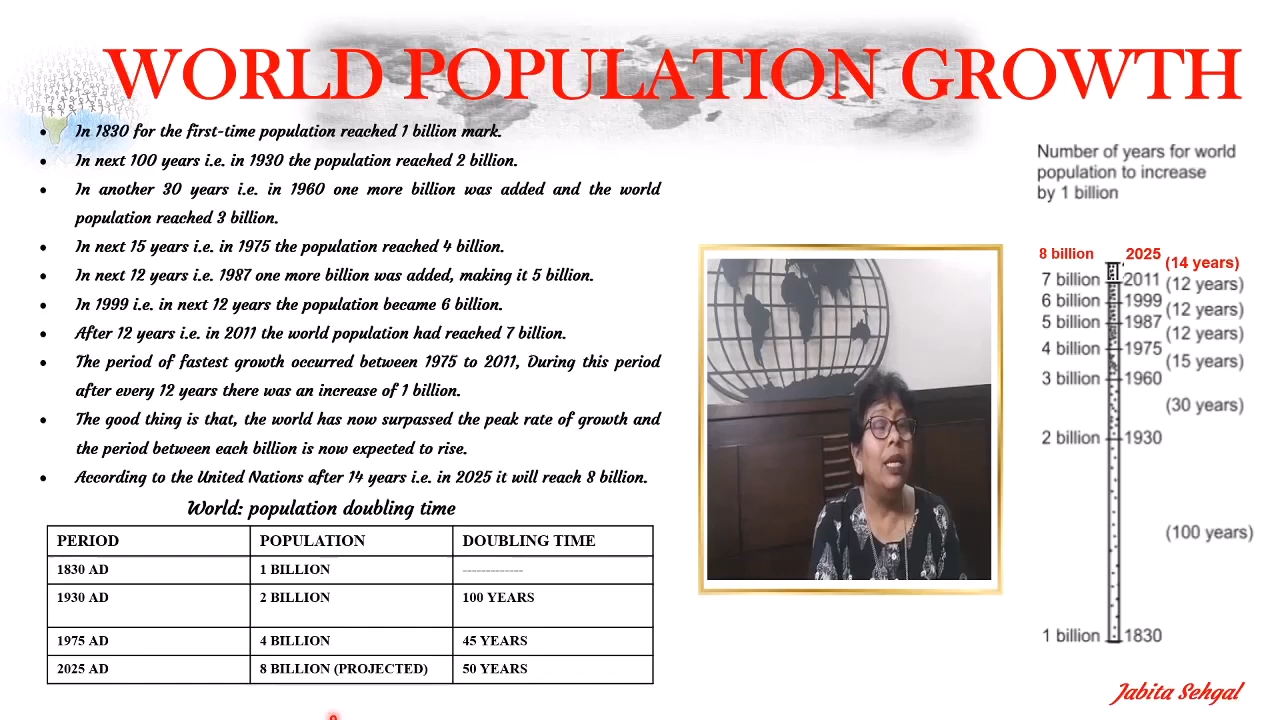 WORLD POPULATION GROWTH
• In 1830 for the first-time population reached 1 billion mark.
• In next 100 years i.e. in 1930 the population reached 2 billion.
• In another 30 years i.e. in 1960 one more billion was added and the world
population reached 3 billion.
• In next 15 years i.e. in 1975 the population reached 4 billion.
• In next 12 years i.e. 1987 one more billion was added, making it 5 billion.
• In 1999 i.e. in next 12 years the population became 6 billion.
• After 12 years i.e. in 2011 the world population had reached 7 billion.
• The period of fastest growth occurred between 1975 to 2011, During this period
after every 12 years there was an increase of 1 billion.
• The good thing is that, the world has now surpassed the peak rate of growth and
the period between each billion is now expected to rise.
• According to the United Nations after 14 years i.e. in 2025 it will reach 8 billion.
World: population doubling time
PERIOD POPULATION DOUBLING TIME
1830 AD 1 BILLION -------------
1930 AD 2 BILLION 100 YEARS
1975 AD 4 BILLION 45 YEARS
2025 AD 8 BILLION (PROJECTED) 50 YEARS
Number of years for world
population to increase
by 1 billion
8 billion 2025
(14 years)
7 billion 2011
(12 years)
6 billion 1999
(12 years)
5 billion 1987
(12 years)
4 billion 1975
(15 years)
3 billion 1960
(30 years)
2 billion 1930
(100 years)
1 billion 1830
Jabita Sehgal